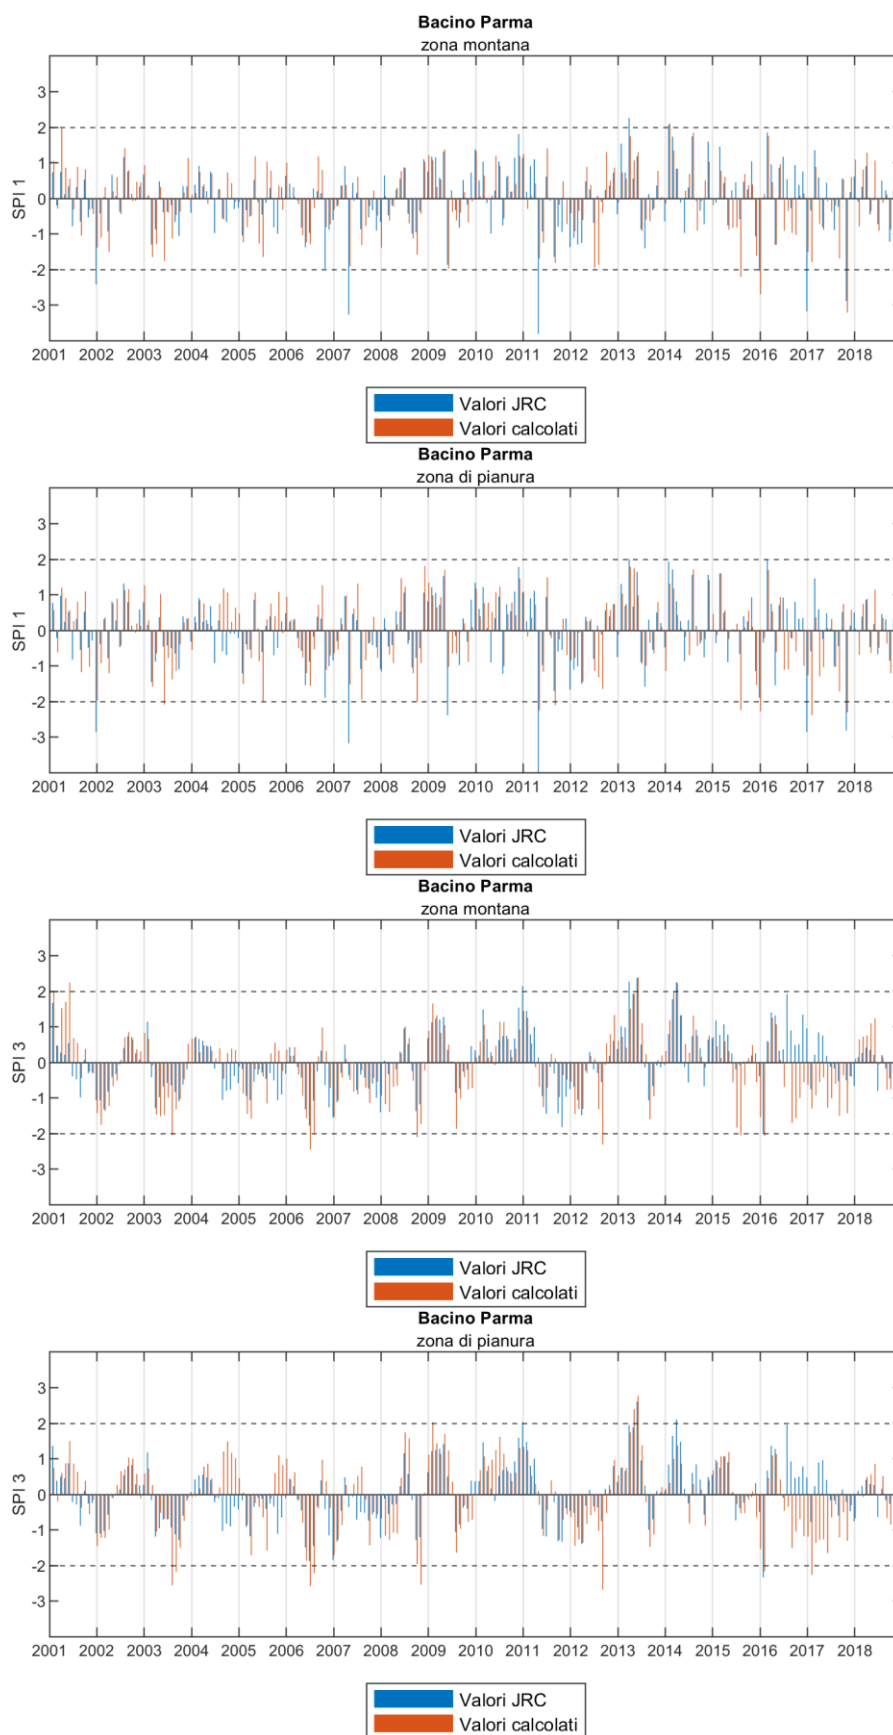 Bacino Parma
zona montana
SPI 1
3
2
1
0
-1
-2
-3
2001 2002 2003 2004 2005 2006 2007 2008 2009 2010 2011 2012 2013 2014 2015 2016 2017 2018
Valori JRC
Valori calcolati
Bacino Parma
zona di pianura
SPI 1
3
2
1
0
-1
-2
-3
2001 2002 2003 2004 2005 2006 2007 2008 2009 2010 2011 2012 2013 2014 2015 2016 2017 2018
Valori JRC
Valori calcolati
Bacino Parma
zona montana
SPI 3
3
2
1
0
-1
-2
-3
2001 2002 2003 2004 2005 2006 2007 2008 2009 2010 2011 2012 2013 2014 2015 2016 2017 2018
Valori JRC
Valori calcolati
Bacino Parma
zona di pianura
SPI 3
3
2
1
0
-1
-2
-3
2001 2002 2003 2004 2005 2006 2007 2008 2009 2010 2011 2012 2013 2014 2015 2016 2017 2018
Valori JRC
Valori calcolati